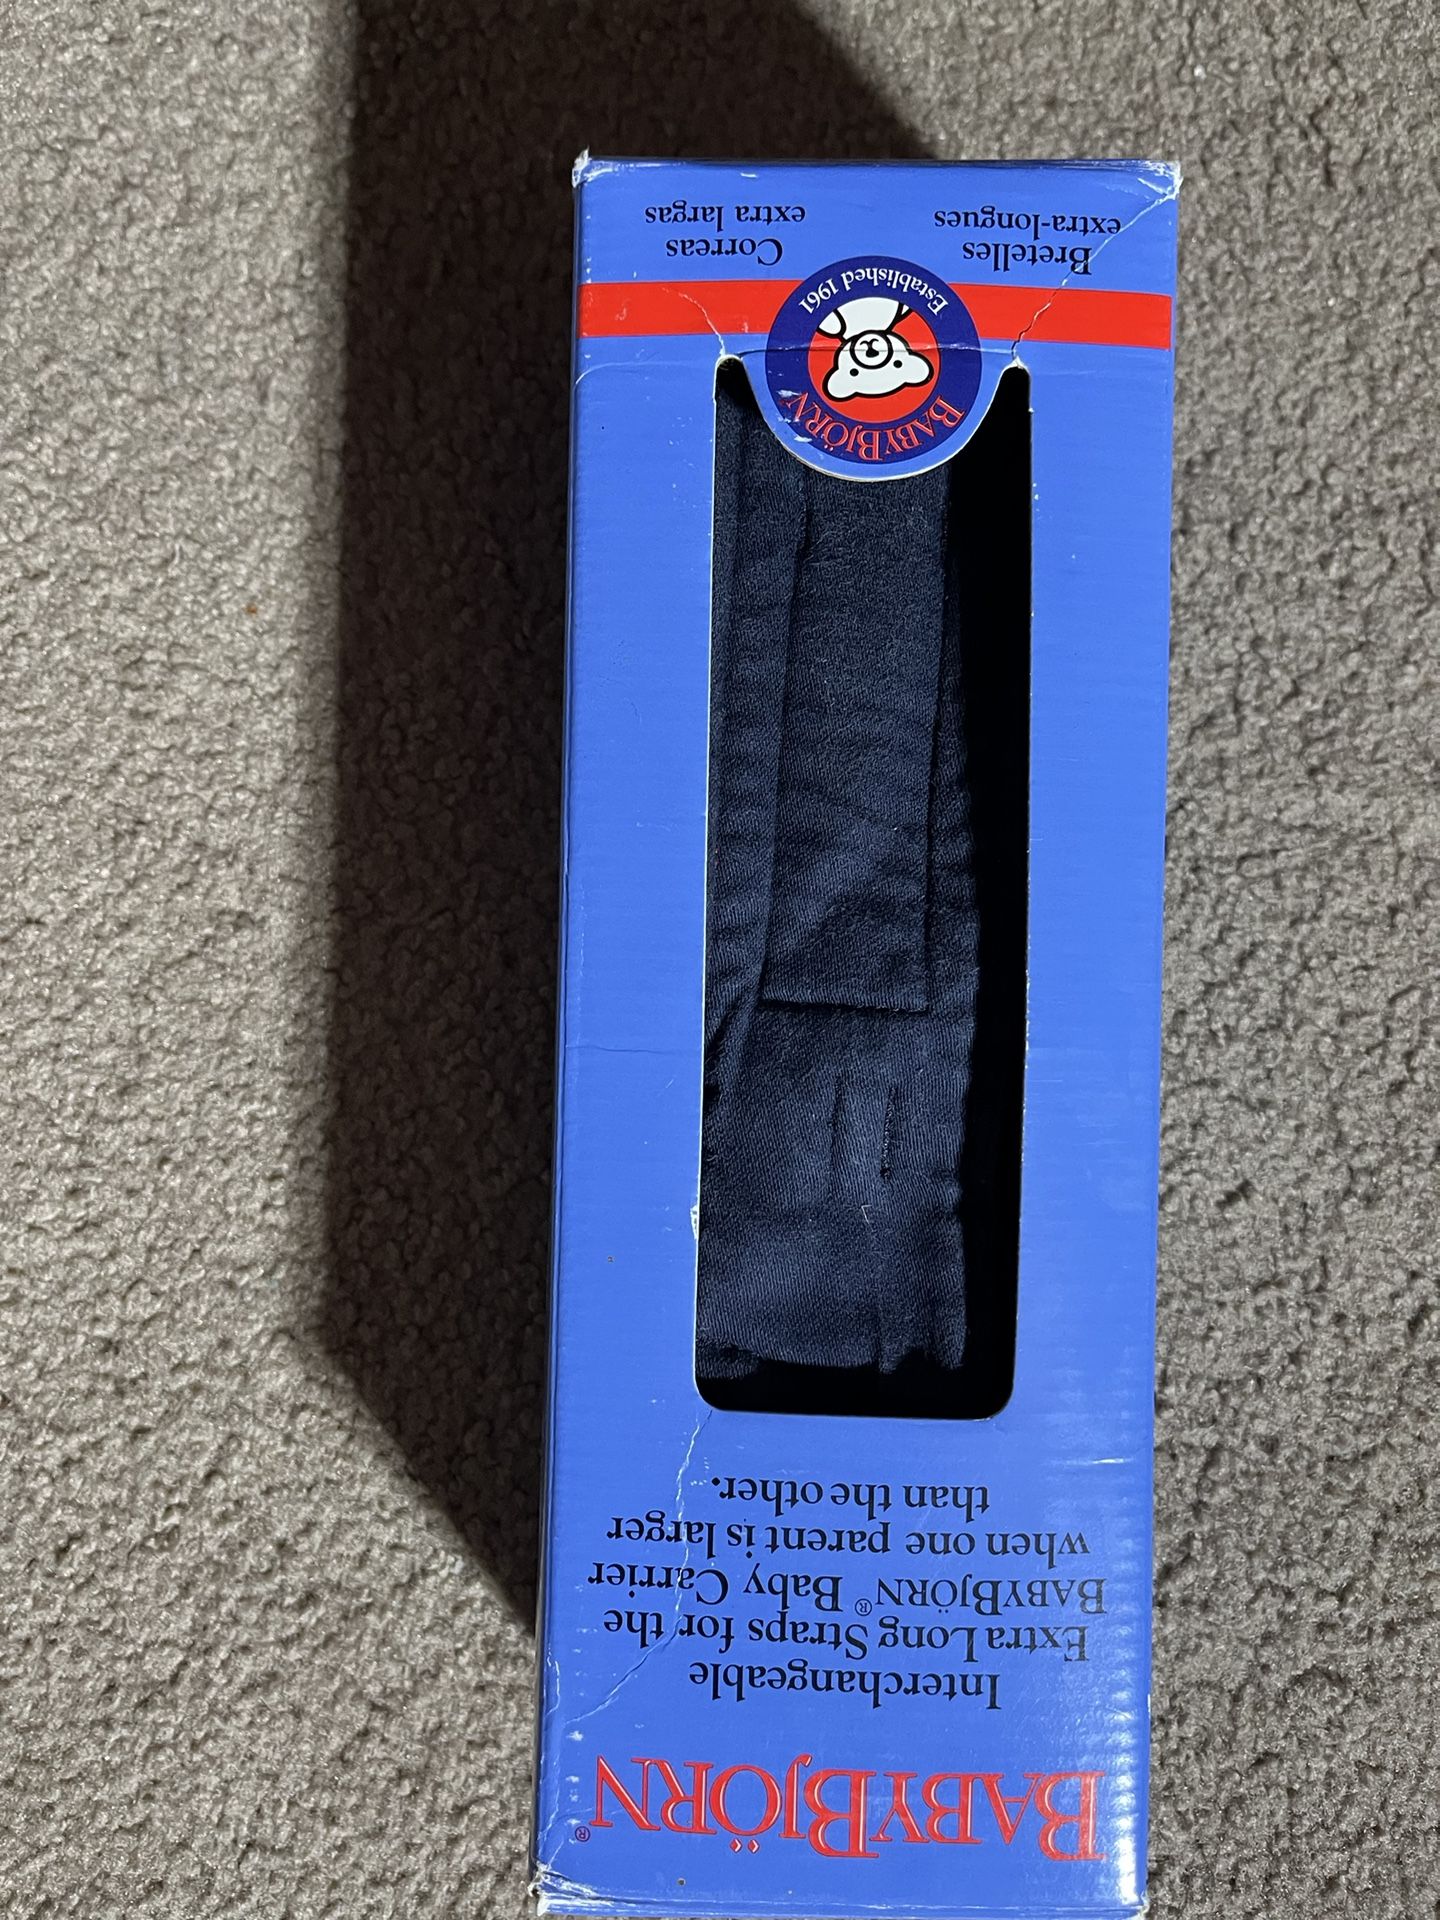 BABYBJÖRN®
Interchangeable
Extra Long Straps for the
BABYBJÖRN® Baby Carrier
when one parent is larger
than the other.
BABYBJÖRN
Established 1961
Bretelles
extra-longues
Correas
extra largas